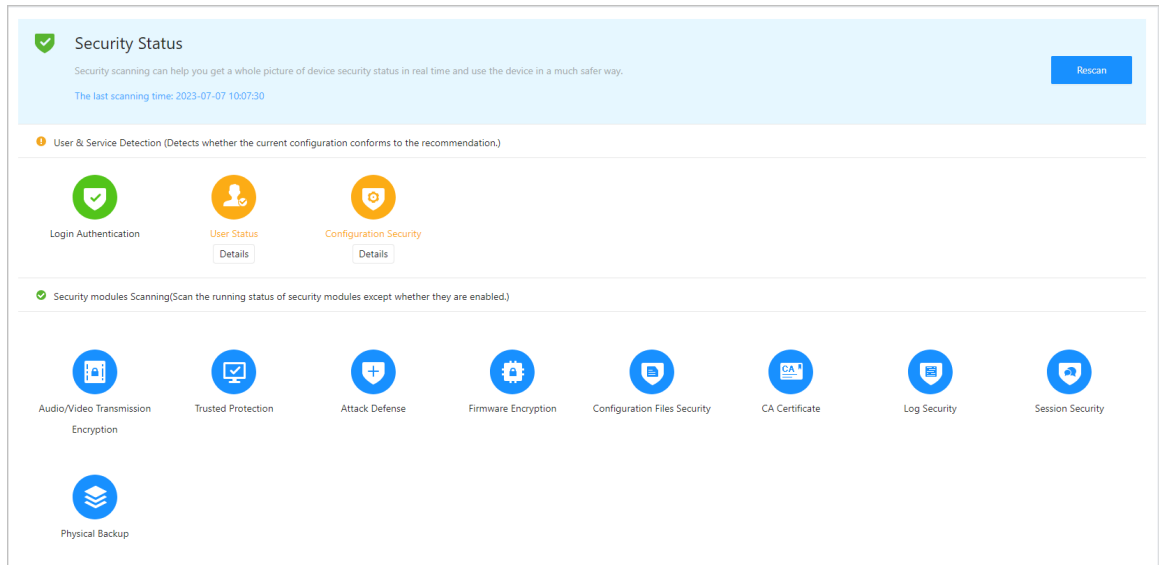 Security Status
Security scanning can help you get a whole picture of device security status in real time and use the device in a much safer way.
Rescan
The last scanning time: 2023-07-07 10:07:30
User & Service Detection (Detects whether the current configuration conforms to the recommendation.)
Login Authentication
User Status
Configuration Security
Details
Details
Security modules Scanning(Scan the running status of security modules except whether they are enabled.)
CA
Audio/Video Transmission
Encryption
Trusted Protection
Attack Defense
Firmware Encryption
Configuration Files Security
CA Certificate
Log Security
Session Security
Physical Backup